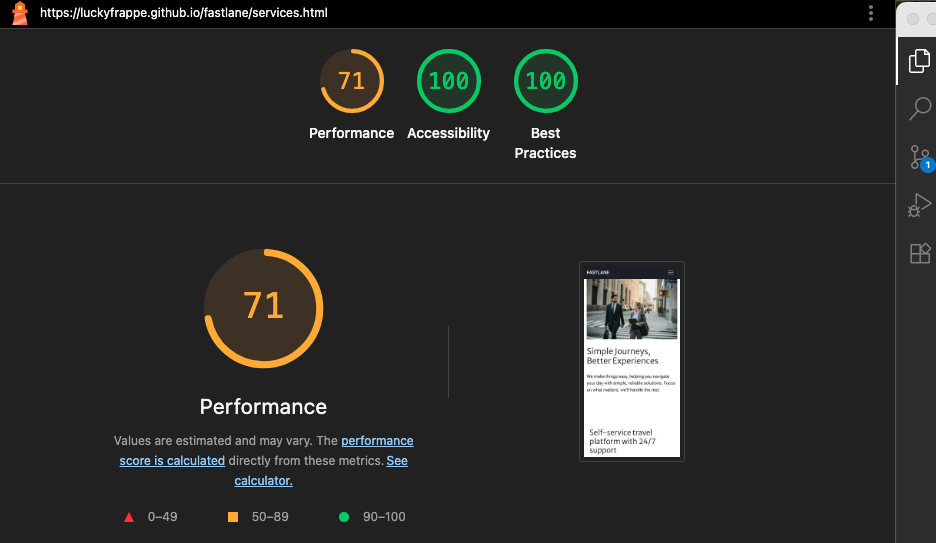 https://luckyfrappe.github.io/fastlane/services.html
71
100
100
Performance
Accessibility
Best
Practices
71
Performance
Values are estimated and may vary. The performance
score is calculated directly from these metrics. See
calculator.
0–49
50–89
90–100
FASTLANE
Simple Journeys,
Better Experiences
We make things easy, helping you navigate
your day with simple, reliable solutions. Focus
on what matters, we'll handle the rest.
Self-service travel
platform with 24/7
support
1